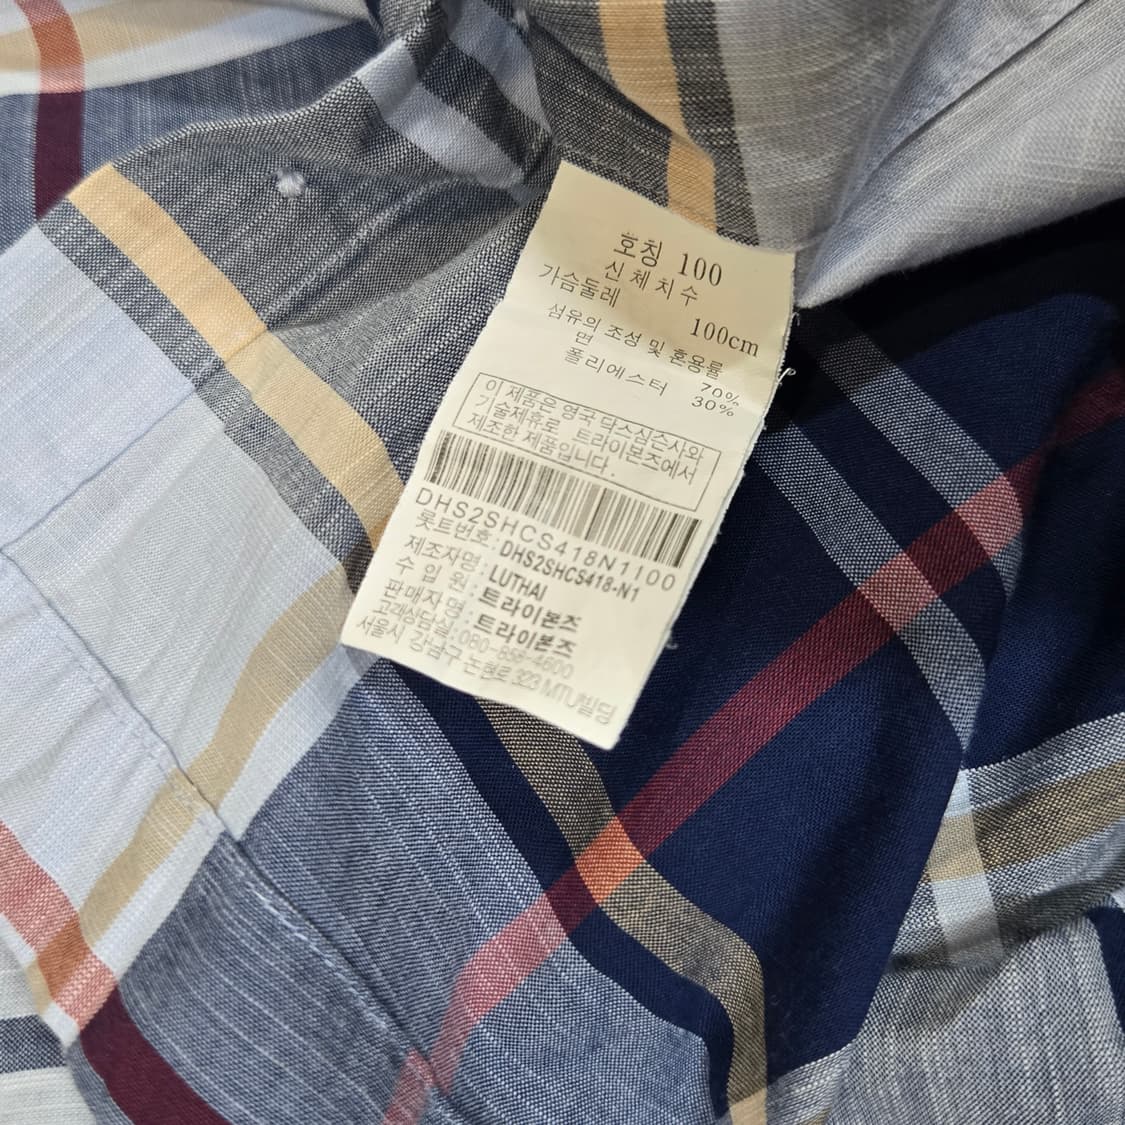 호칭 100
신체치수
가슴둘레
100cm
섬유의 조성 및 혼용률
면 70%
폴리에스터 30%
이 제품은 영국 닥스심슨사와
기술제휴로 트라이본즈에서
제조한 제품입니다.
DHS2SHCS418N1100
롯트번호: DHS2SHCS418-N1
제조자명: LUTHAI
수 입 원: 트라이본즈
판매자명: 트라이본즈
고객상담실: 080-855-4600
서울시 강남구 논현로 323 MTU빌딩